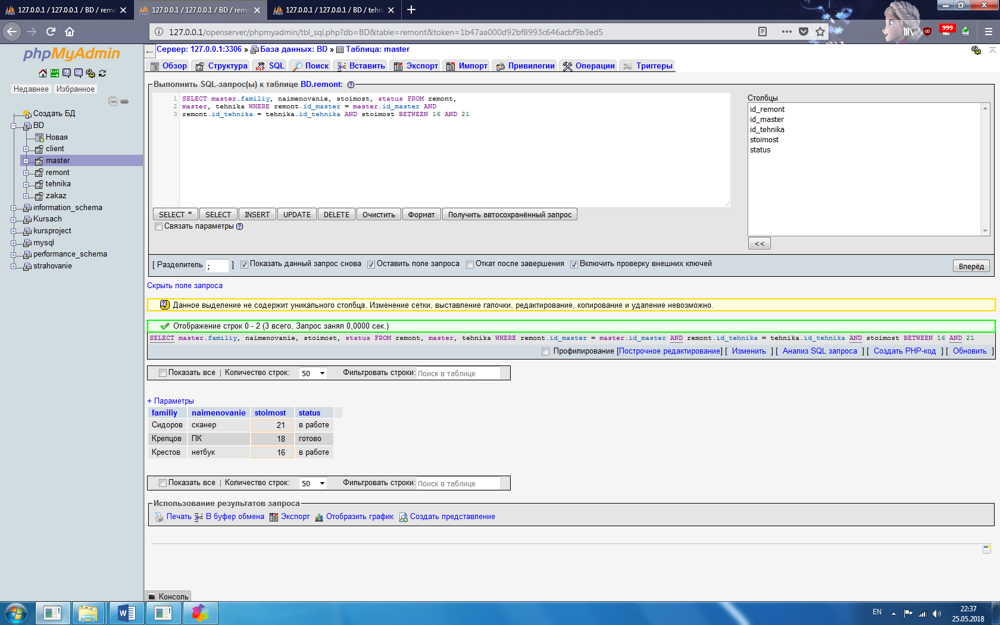 127.0.0.1 / 127.0.0.1 / BD / remo
127.0.0.1 / 127.0.0.1 / BD / remo
127.0.0.1 / 127.0.0.1 / BD / tehni
127.0.0.1/openserver/phpmyadmin/tbl_sql.php?db=BD&table=remont&token=1b47aa000d92bf8993c646acbf9b3ed5
999
phpMyAdmin
Недавнее Избранное
Создать БД
BD
Новая
client
master
remont
tehnika
zakaz
information_schema
Kursach
kursproject
mysql
performance_schema
strahovanie
Сервер: 127.0.0.1:3306 » База данных: BD » Таблица: master
Обзор Структура SQL Поиск Вставить Экспорт Импорт Привилегии Операции Триггеры
Выполнить SQL-запрос(ы) к таблице BD.remont:
1 SELECT master.familiy, naimenovanie, stoimost, status FROM remont,
2 master, tehnika WHERE remont.id_master = master.id_master AND
3 remont.id_tehnika = tehnika.id_tehnika AND stoimost BETWEEN 16 AND 21
Столбцы
id_remont
id_master
id_tehnika
stoimost
status
SELECT * SELECT INSERT UPDATE DELETE Очистить Формат Получить автосохранённый запрос
Связать параметры
<<
[ Разделитель ; ] Показать данный запрос снова Оставить поле запроса Откат после завершения Включить проверку внешних ключей
Вперёд
Скрыть поле запроса
Данное выделение не содержит уникального столбца. Изменение сетки, выставление галочки, редактирование, копирование и удаление невозможно.
Отображение строк 0 - 2 (3 всего, Запрос занял 0,0000 сек.)
SELECT master.familiy, naimenovanie, stoimost, status FROM remont, master, tehnika WHERE remont.id_master = master.id_master AND remont.id_tehnika = tehnika.id_tehnika AND stoimost BETWEEN 16 AND 21
Профилирование [Построчное редактирование] [ Изменить ] [ Анализ SQL запроса ] [ Создать PHP-код ] [ Обновить ]
Показать все | Количество строк: 50 Фильтровать строки: Поиск в таблице
+ Параметры
familiy naimenovanie stoimost status
Сидоров сканер 21 в работе
Крепцов ПК 18 готово
Крестов нетбук 16 в работе
Показать все | Количество строк: 50 Фильтровать строки: Поиск в таблице
Использование результатов запроса
Печать В буфер обмена Экспорт Отобразить график Создать представление
Консоль
EN
22:37
25.05.2018